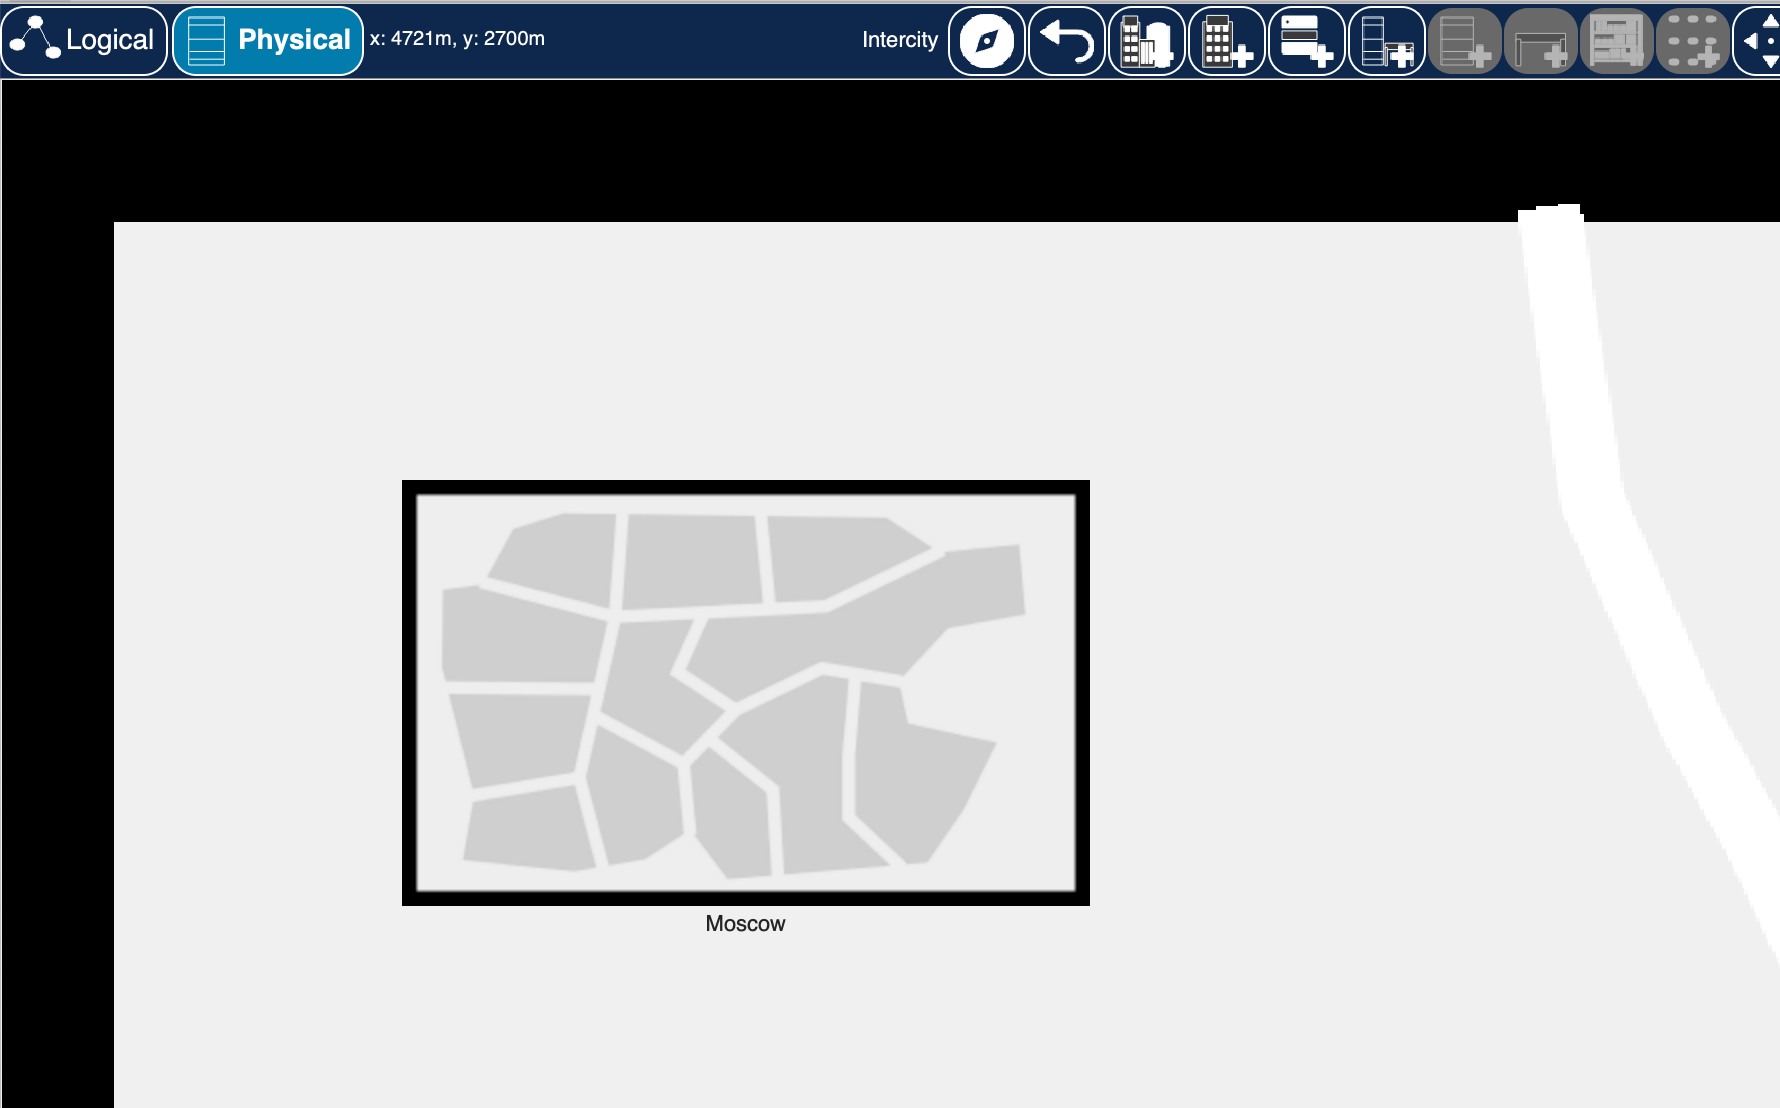 Logical
Physical
x: 4721m, y: 2700m
Intercity
Moscow